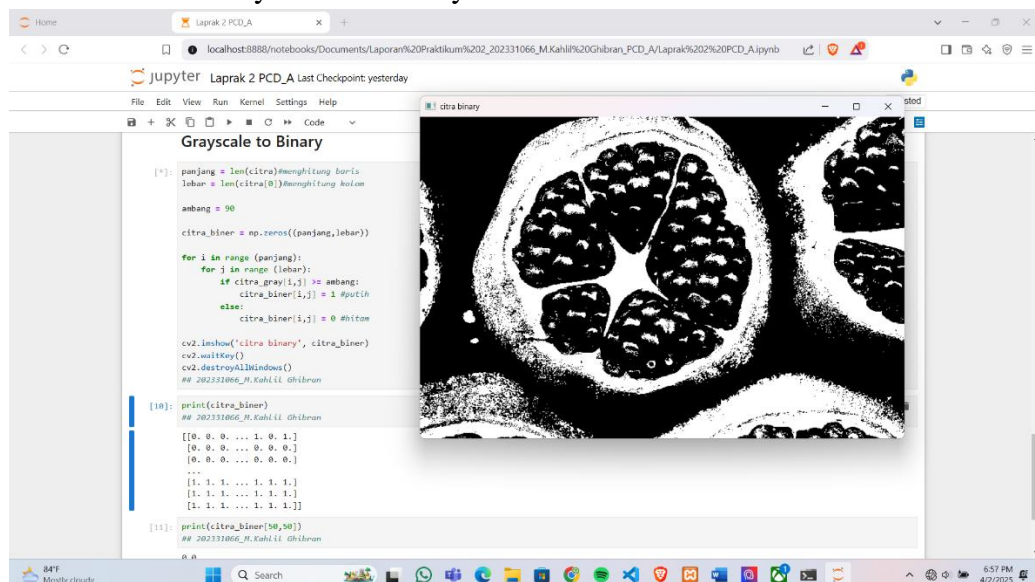 Home
Laprak 2 PCD_A
localhost:8888/notebooks/Documents/Laporan%20Praktikum%202_202331066_M.Kahlil%20Ghibran_PCD_A/Laprak%202%20PCD_A.ipynb
jupyter Laprak 2 PCD_A Last Checkpoint: yesterday
File Edit View Run Kernel Settings Help
Code
citra binary
Grayscale to Binary
[*]: panjang = len(citra)#menghitung baris
lebar = len(citra[0])#menghitung kolom
ambang = 90
citra_biner = np.zeros((panjang,lebar))
for i in range (panjang):
for j in range (lebar):
if citra_gray[i,j] >= ambang:
citra_biner[i,j] = 1 #putih
else:
citra_biner[i,j] = 0 #hitam
cv2.imshow('citra binary', citra_biner)
cv2.waitKey()
cv2.destroyAllWindows()
## 202331066_M.Kahlil Ghibran
[10]: print(citra_biner)
## 202331066_M.Kahlil Ghibran
[[0. 0. 0. ... 1. 0. 1.]
[0. 0. 0. ... 0. 0. 0.]
[0. 0. 0. ... 0. 0. 0.]
...
[1. 1. 1. ... 1. 1. 1.]
[1. 1. 1. ... 1. 1. 1.]
[1. 1. 1. ... 1. 1. 1.]]
[11]: print(citra_biner[50,50])
## 202331066_M.Kahlil Ghibran
0.0
84°F
Mostly cloudy
Search
6:57 PM
4/2/2025